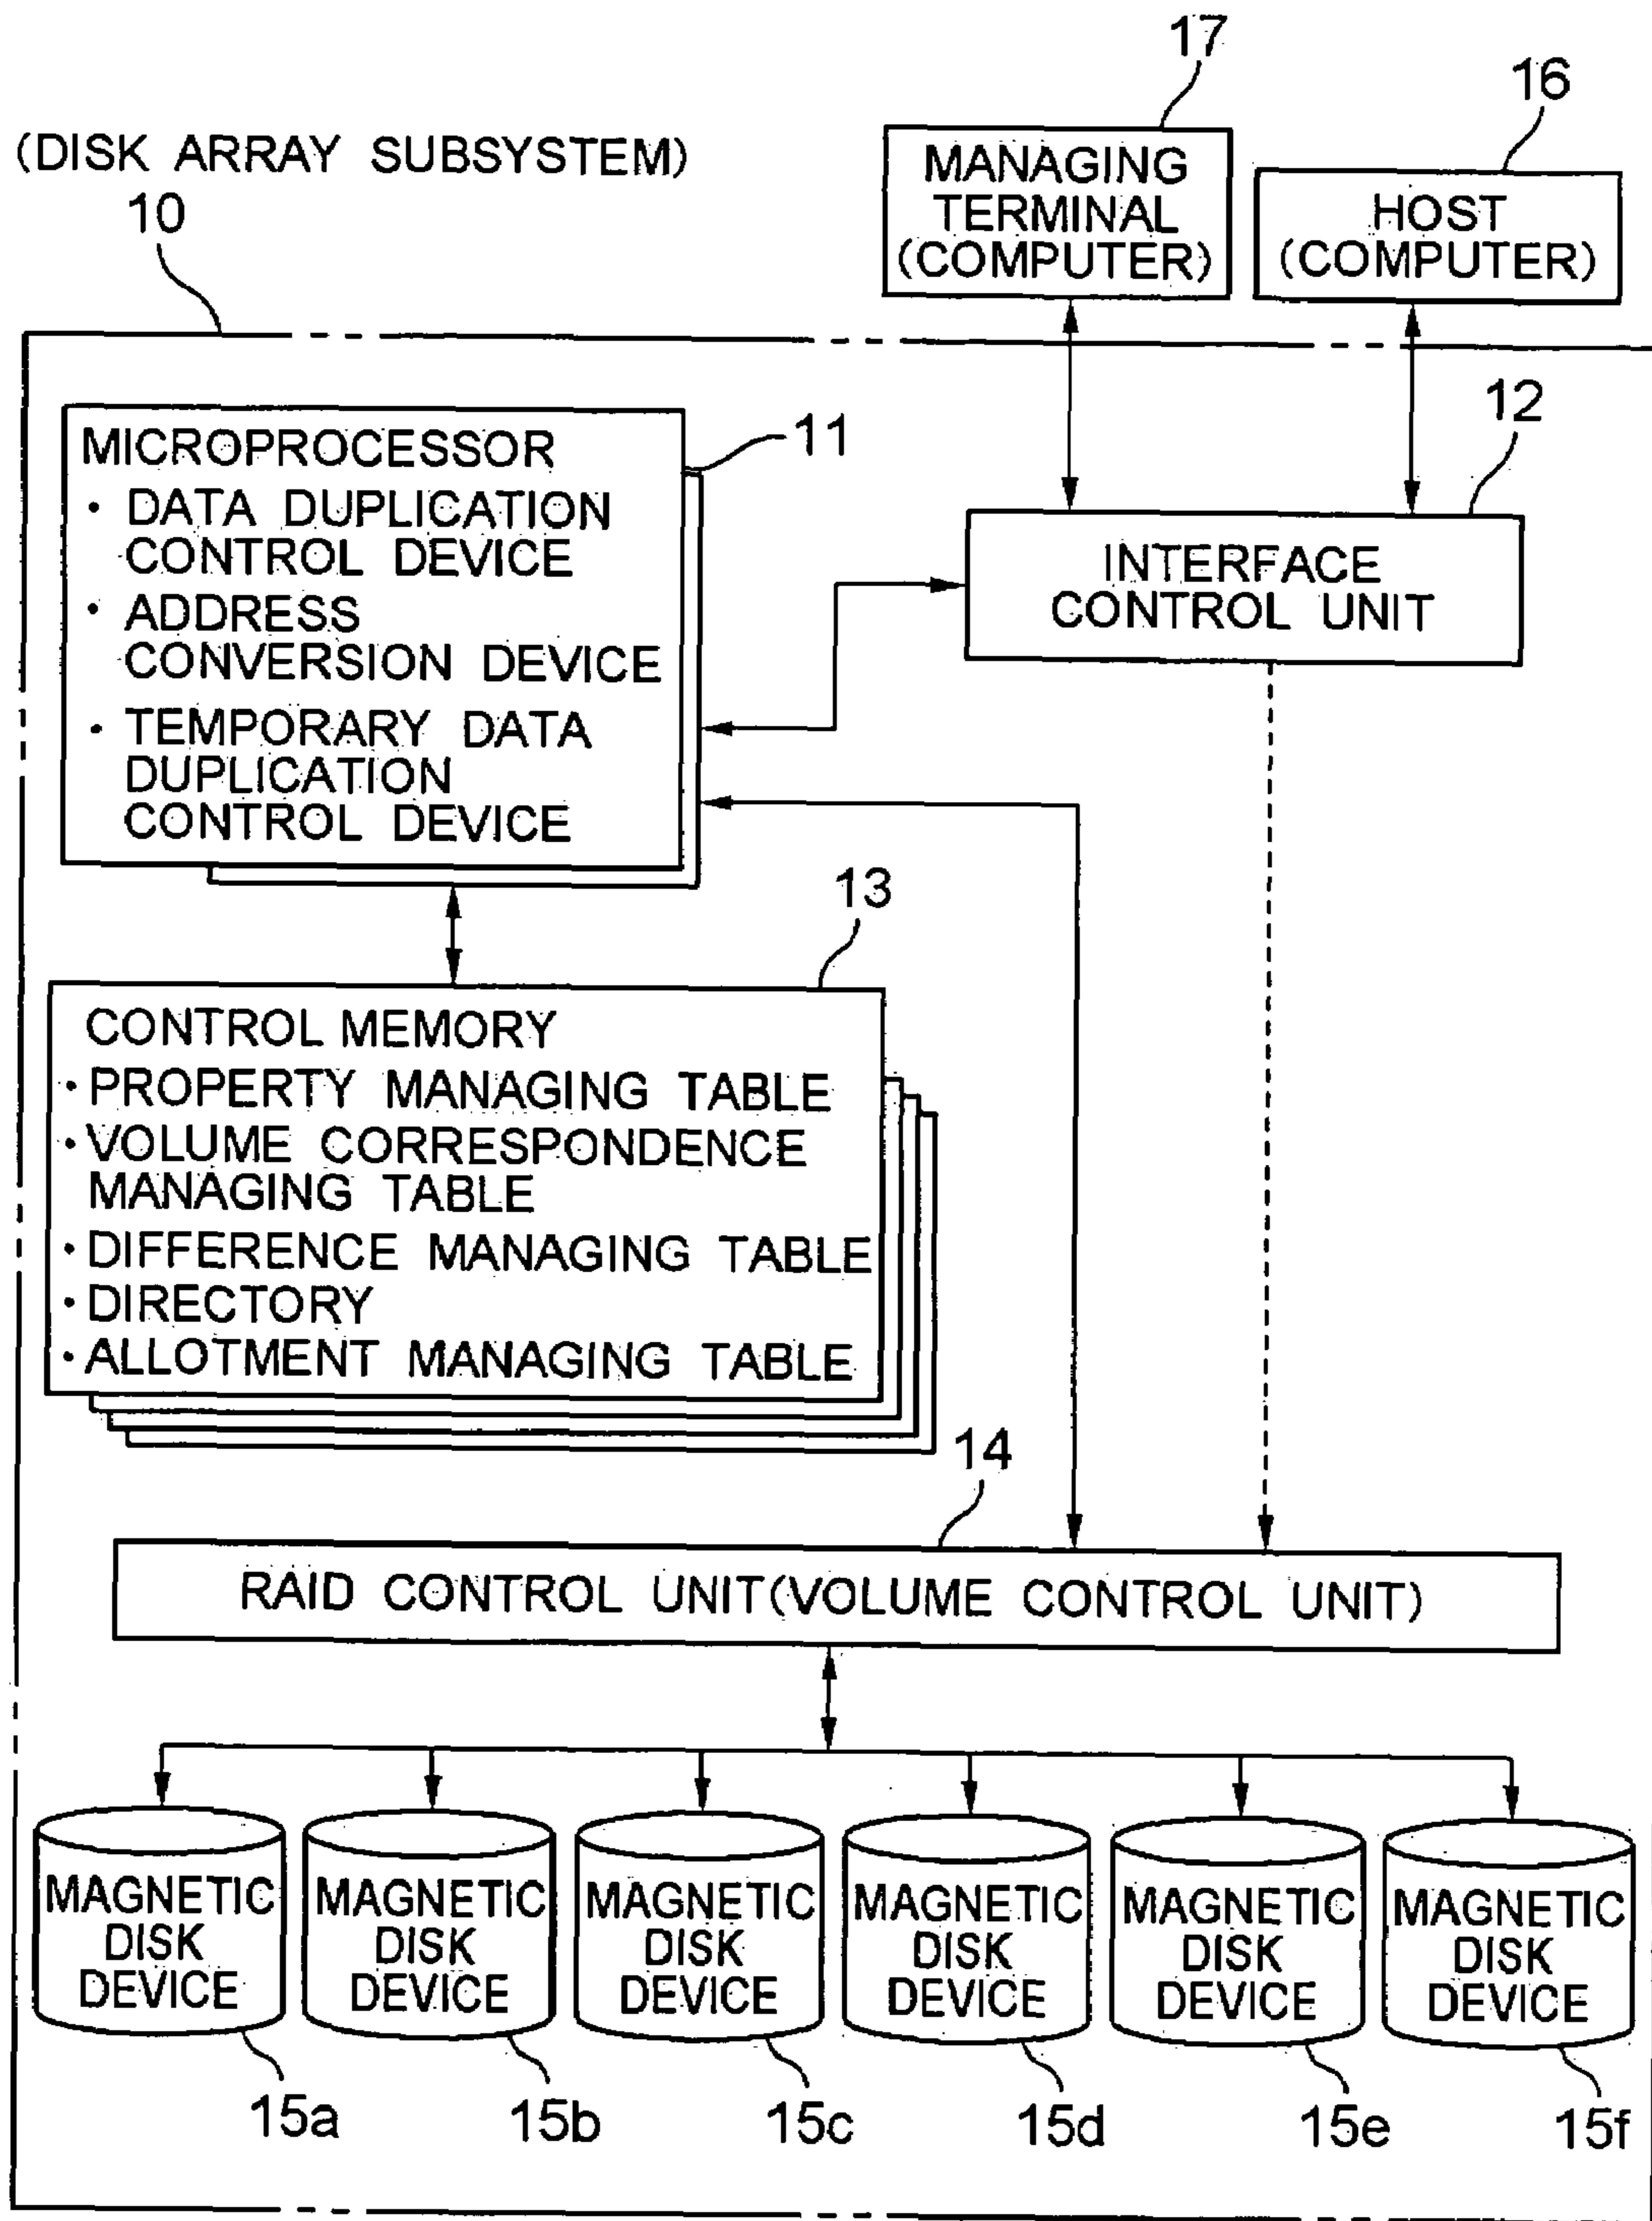 17
16
(DISK ARRAY SUBSYSTEM)
10
MANAGING
TERMINAL
(COMPUTER)
HOST
(COMPUTER)
12
11
MICROPROCESSOR
· DATA DUPLICATION
CONTROL DEVICE
· ADDRESS
CONVERSION DEVICE
· TEMPORARY DATA
DUPLICATION
CONTROL DEVICE
INTERFACE
CONTROL UNIT
13
CONTROL MEMORY
· PROPERTY MANAGING TABLE
· VOLUME CORRESPONDENCE
MANAGING TABLE
· DIFFERENCE MANAGING TABLE
· DIRECTORY
· ALLOTMENT MANAGING TABLE
14
RAID CONTROL UNIT(VOLUME CONTROL UNIT)
MAGNETIC
DISK
DEVICE
MAGNETIC
DISK
DEVICE
MAGNETIC
DISK
DEVICE
MAGNETIC
DISK
DEVICE
MAGNETIC
DISK
DEVICE
MAGNETIC
DISK
DEVICE
15a
15b
15c
15d
15e
15f